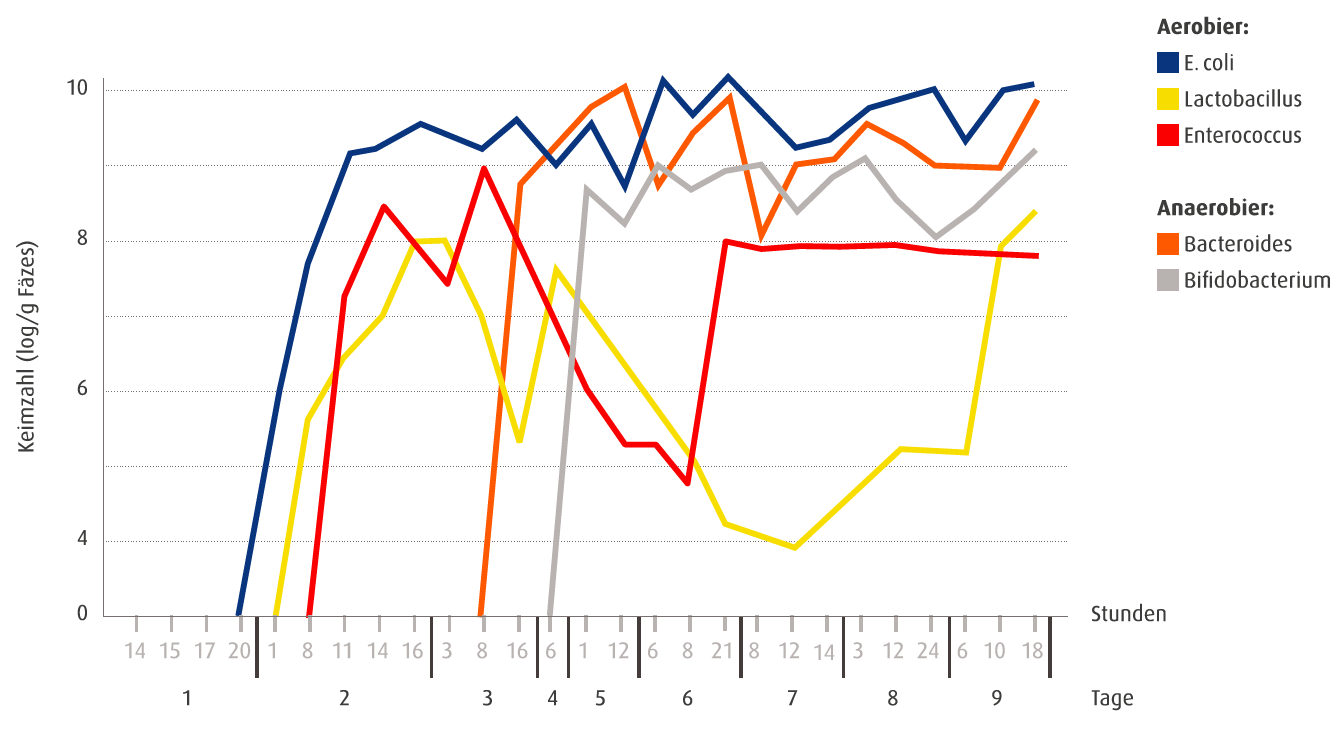 Aerobier:
E. coli
Lactobacillus
Enterococcus
Anaerobier:
Bacteroides
Bifidobacterium
Keimzahl (log/g Fäzes)
10
8
6
4
0
14 15 17 20 1 8 11 14 16 3 8 16 6 1 12 6 8 21 8 12 14 3 12 24 6 10 18 Stunden
1 2 3 4 5 6 7 8 9 Tage